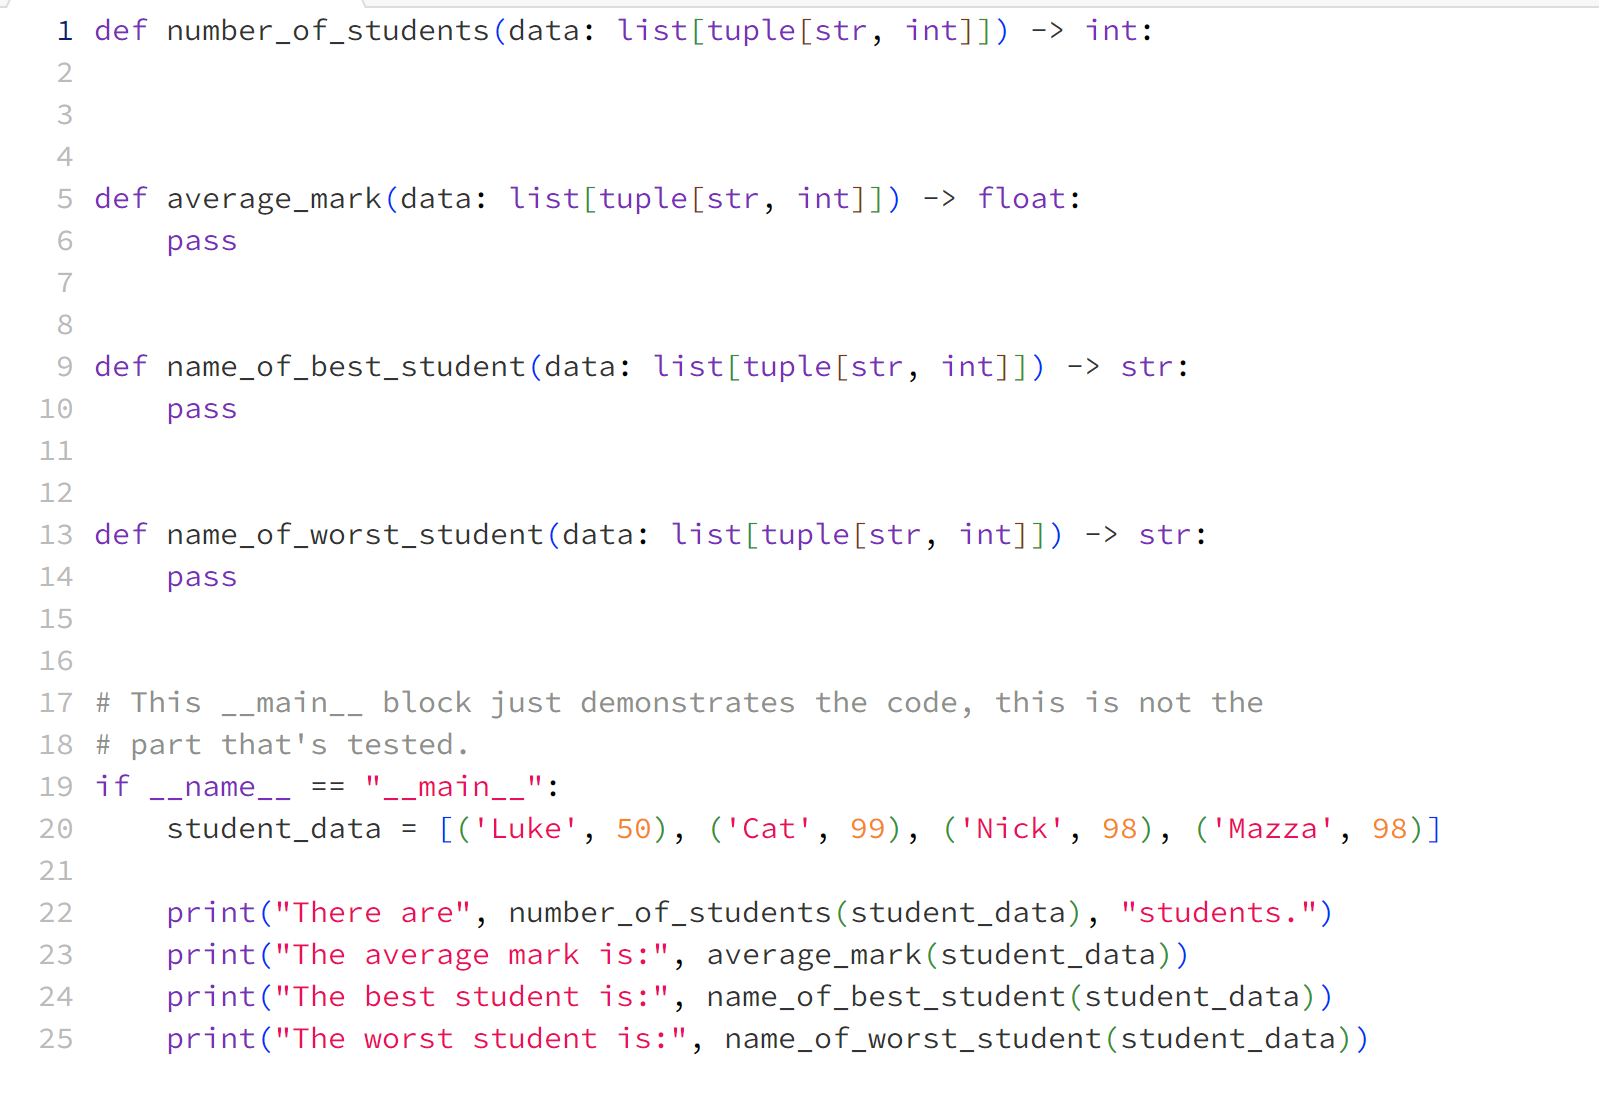 1 def number_of_students(data: list[tuple[str, int]]) -> int:
2
3
4
5 def average_mark(data: list[tuple[str, int]]) -> float:
6     pass
7
8
9 def name_of_best_student(data: list[tuple[str, int]]) -> str:
10     pass
11
12
13 def name_of_worst_student(data: list[tuple[str, int]]) -> str:
14     pass
15
16
17 # This __main__ block just demonstrates the code, this is not the
18 # part that's tested.
19 if __name__ == "__main__":
20     student_data = [('Luke', 50), ('Cat', 99), ('Nick', 98), ('Mazza', 98)]
21
22     print("There are", number_of_students(student_data), "students.")
23     print("The average mark is:", average_mark(student_data))
24     print("The best student is:", name_of_best_student(student_data))
25     print("The worst student is:", name_of_worst_student(student_data))